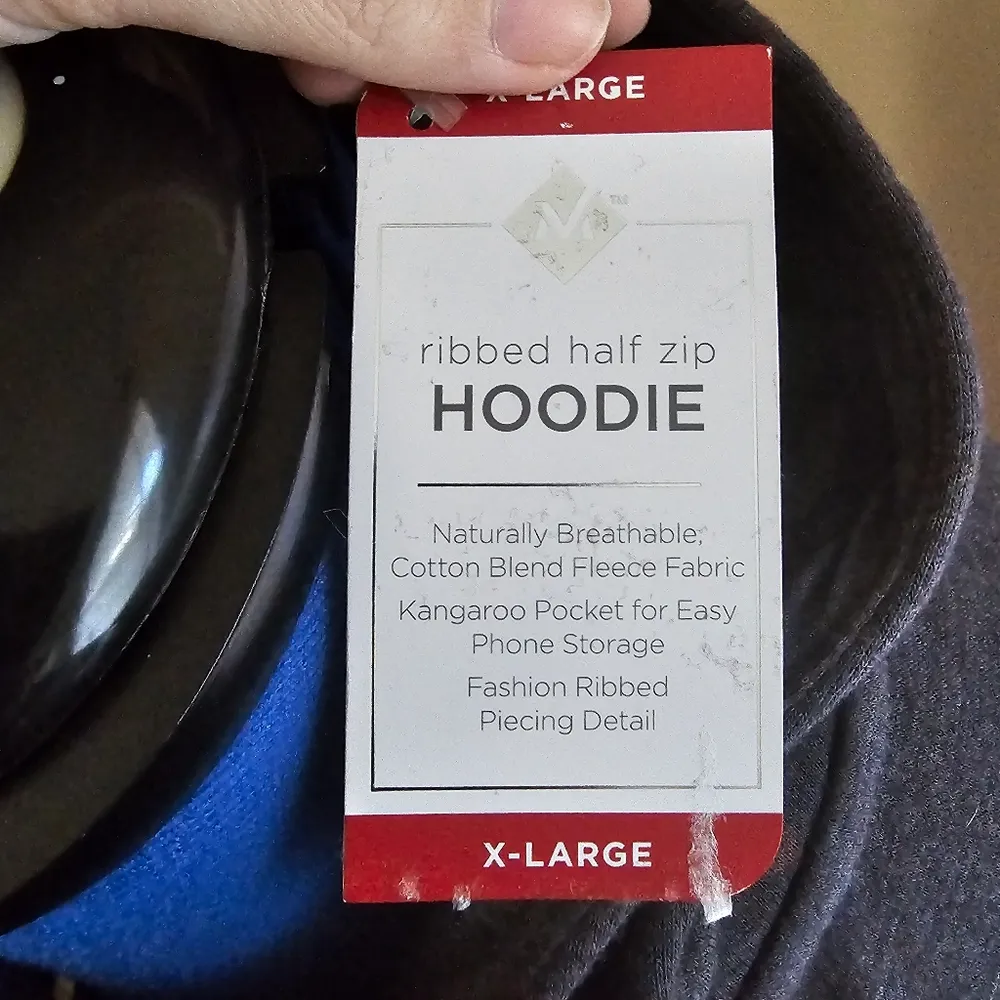 X-LARGE
TM
ribbed half zip
HOODIE
Naturally Breathable,
Cotton Blend Fleece Fabric
Kangaroo Pocket for Easy
Phone Storage
Fashion Ribbed
Piecing Detail
X-LARGE